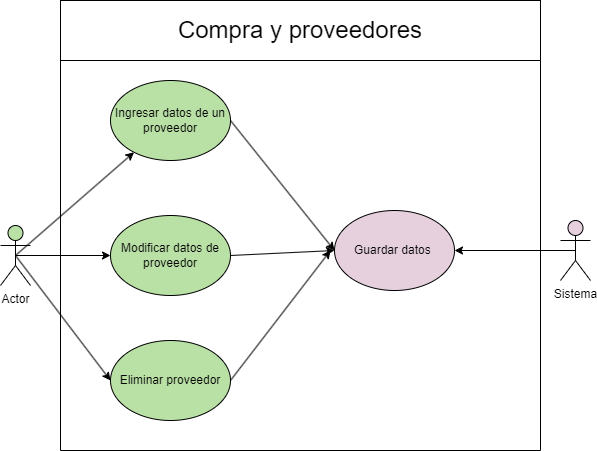 Compra y proveedores
Ingresar datos de un
proveedor
Modificar datos de
proveedor
Guardar datos
Actor
Sistema
Eliminar proveedor